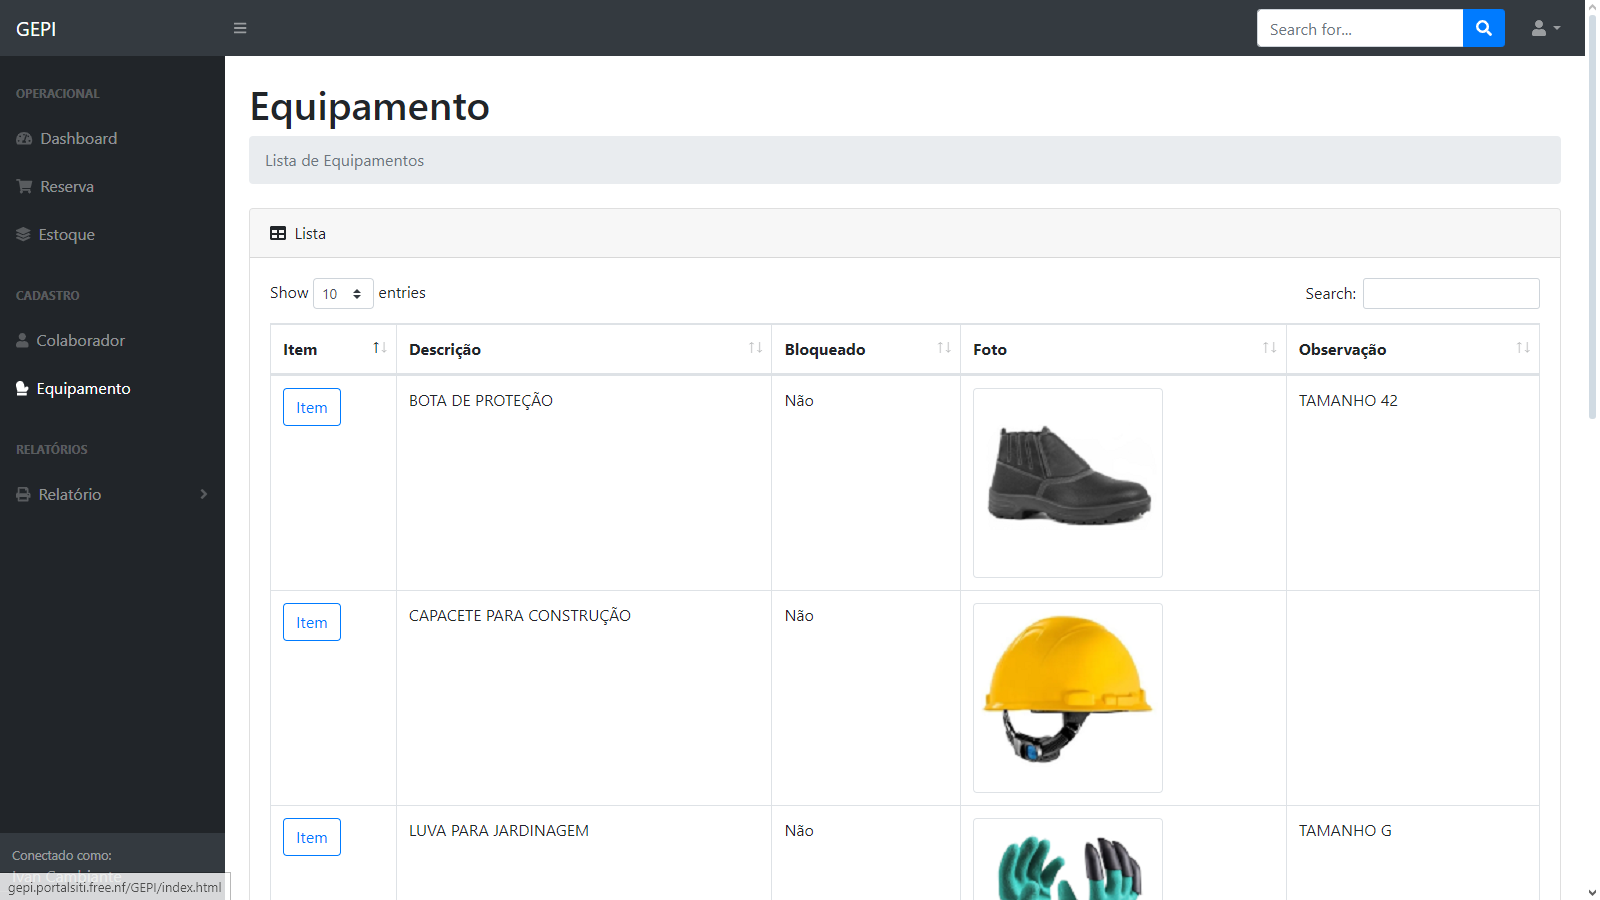 GEPI
Search for...
OPERACIONAL
Dashboard
Reserva
Estoque
CADASTRO
Colaborador
Equipamento
RELATÓRIOS
Relatório
Conectado como:
Ivan Cambiante
gepi.portalsiti.free.nf/GEPI/index.html
Equipamento
Lista de Equipamentos
Lista
Show 10 entries
Search:
Item Descrição Bloqueado Foto Observação
Item BOTA DE PROTEÇÃO Não TAMANHO 42
Item CAPACETE PARA CONSTRUÇÃO Não
Item LUVA PARA JARDINAGEM Não TAMANHO G